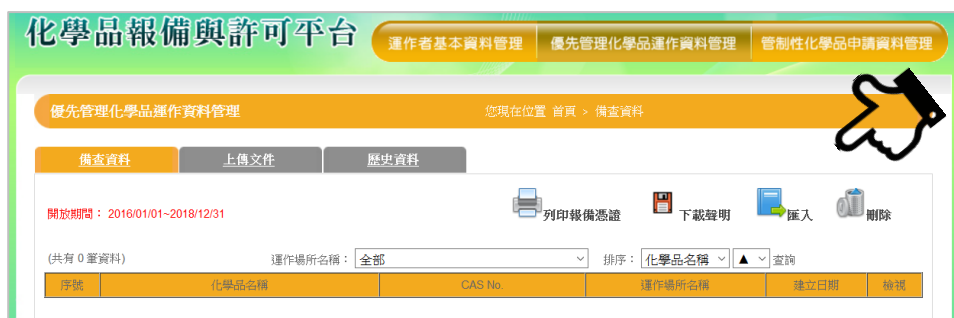 化學品報備與許可平台
運作者基本資料管理 優先管理化學品運作資料管理 管制性化學品申請資料管理
優先管理化學品運作資料管理 您現在位置 首頁 > 備查資料
備查資料 上傳文件 歷史資料
開放期間： 2016/01/01~2018/12/31 列印報備憑證 下載聲明 匯入 刪除
(共有 0 筆資料) 運作場所名稱： 全部 排序： 化學品名稱 ▲ 查詢
序號 化學品名稱 CAS No. 運作場所名稱 建立日期 檢視